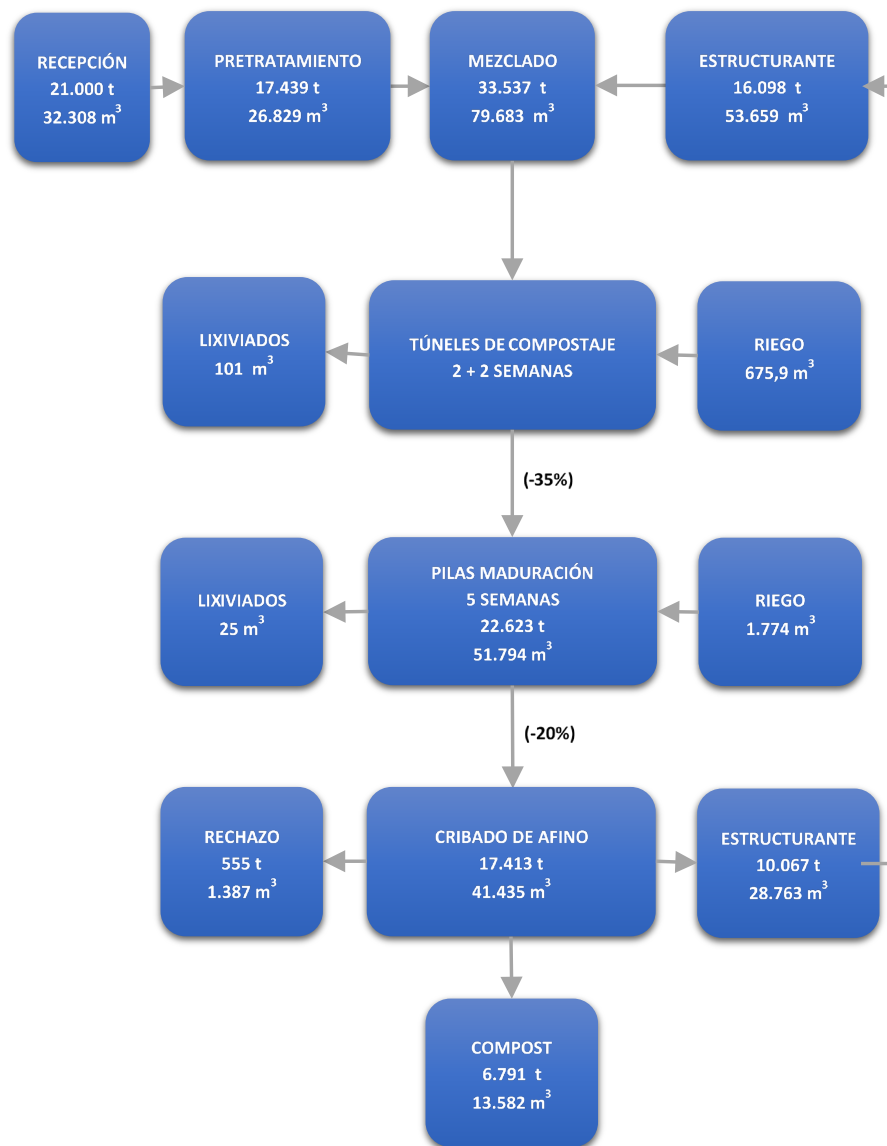 RECEPCIÓN
21.000 t
32.308 m³
PRETRATAMIENTO
17.439 t
26.829 m³
MEZCLADO
33.537 t
79.683 m³
ESTRUCTURANTE
16.098 t
53.659 m³
LIXIVIADOS
101 m³
TÚNELES DE COMPOSTAJE
2 + 2 SEMANAS
RIEGO
675,9 m³
(-35%)
LIXIVIADOS
25 m³
PILAS MADURACIÓN
5 SEMANAS
22.623 t
51.794 m³
RIEGO
1.774 m³
(-20%)
RECHAZO
555 t
1.387 m³
CRIBADO DE AFINO
17.413 t
41.435 m³
ESTRUCTURANTE
10.067 t
28.763 m³
COMPOST
6.791 t
13.582 m³